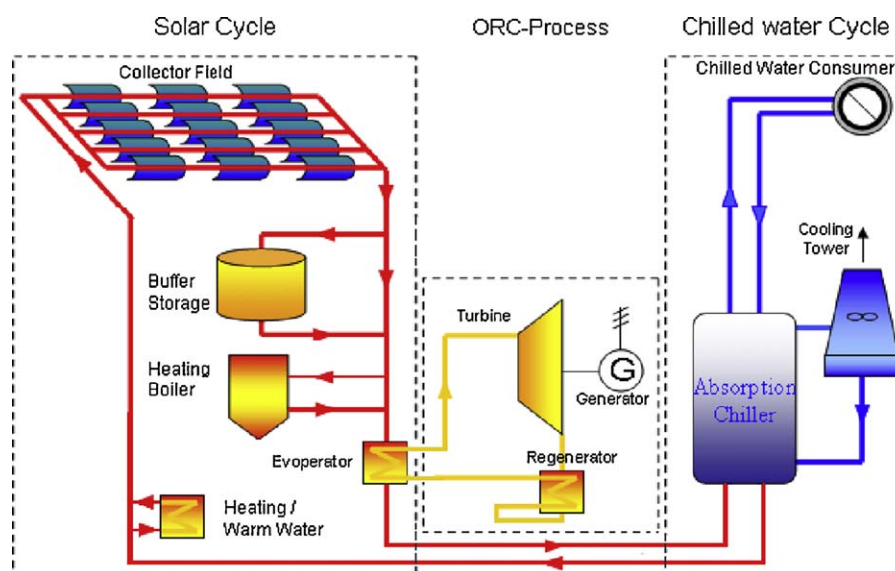 Solar Cycle
ORC-Process
Chilled water Cycle
Collector Field
Chilled Water Consumer
Cooling
Tower
Buffer
Storage
Turbine
Heating
Boiler
G
Generator
Absorption
Chiller
Evoperator
Regenerator
Heating /
Warm Water